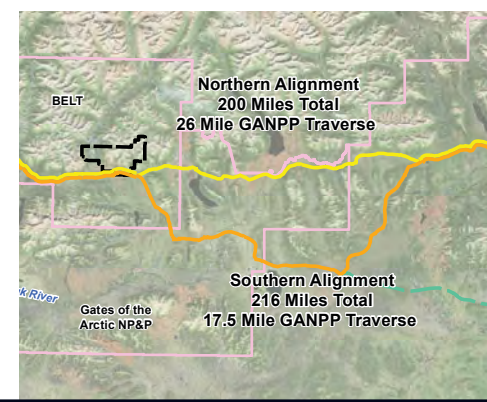 BELT
Northern Alignment
200 Miles Total
26 Mile GANPP Traverse
Southern Alignment
216 Miles Total
17.5 Mile GANPP Traverse
k River
Gates of the
Arctic NP&P